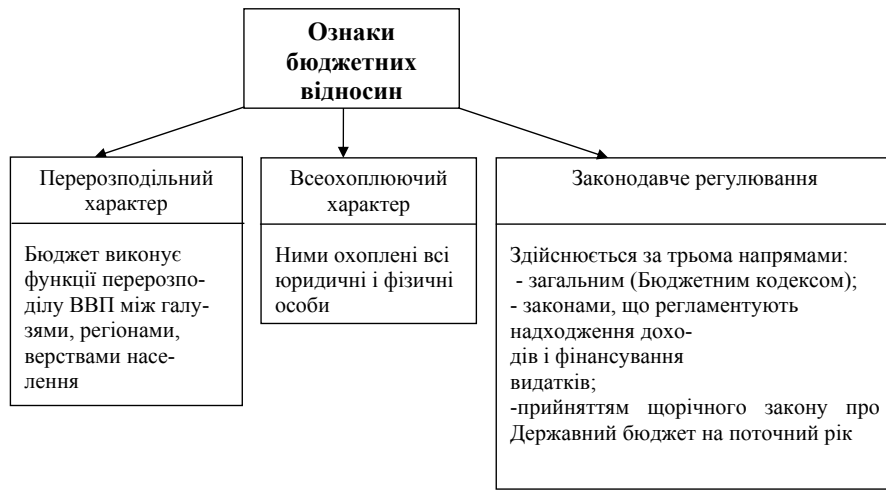 Ознаки
бюджетних
відносин
Перерозподільний
характер
Бюджет виконує
функції перерозпо-
ділу ВВП між галу-
зями, регіонами,
верствами насе-
лення
Всеохоплюючий
характер
Ними охоплені всі
юридичні і фізичні
особи
Законодавче регулювання
Здійснюється за трьома напрямами:
- загальним (Бюджетним кодексом);
- законами, що регламентують
надходження дохо-
дів і фінансування
видатків;
-прийняттям щорічного закону про
Державний бюджет на поточний рік